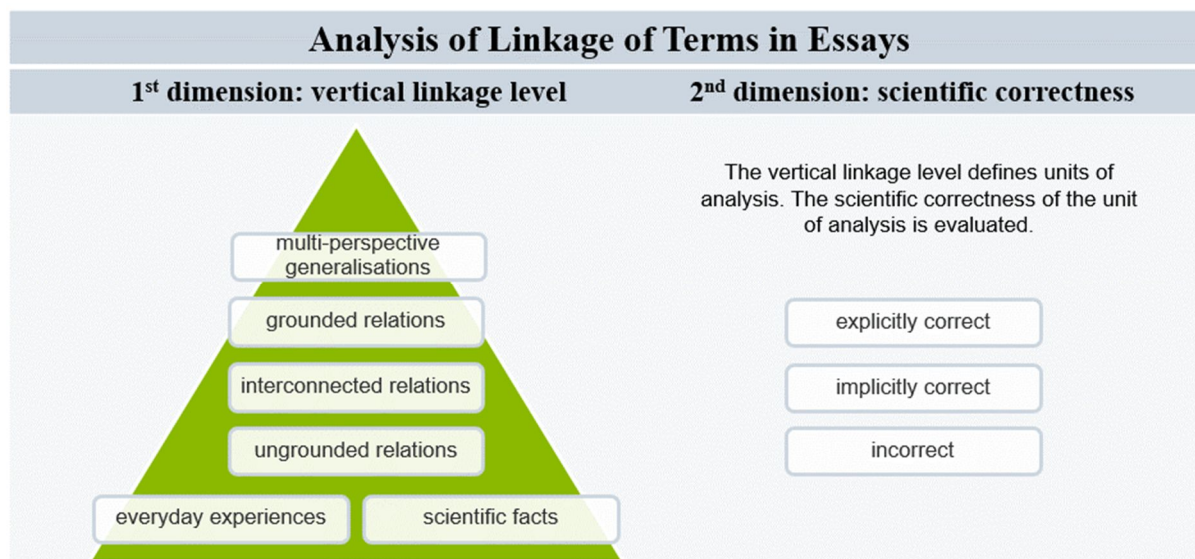 Analysis of Linkage of Terms in Essays
1st dimension: vertical linkage level
2nd dimension: scientific correctness
multi-perspective
generalisations
grounded relations
interconnected relations
ungrounded relations
everyday experiences
scientific facts
The vertical linkage level defines units of
analysis. The scientific correctness of the unit
of analysis is evaluated.
explicitly correct
implicitly correct
incorrect